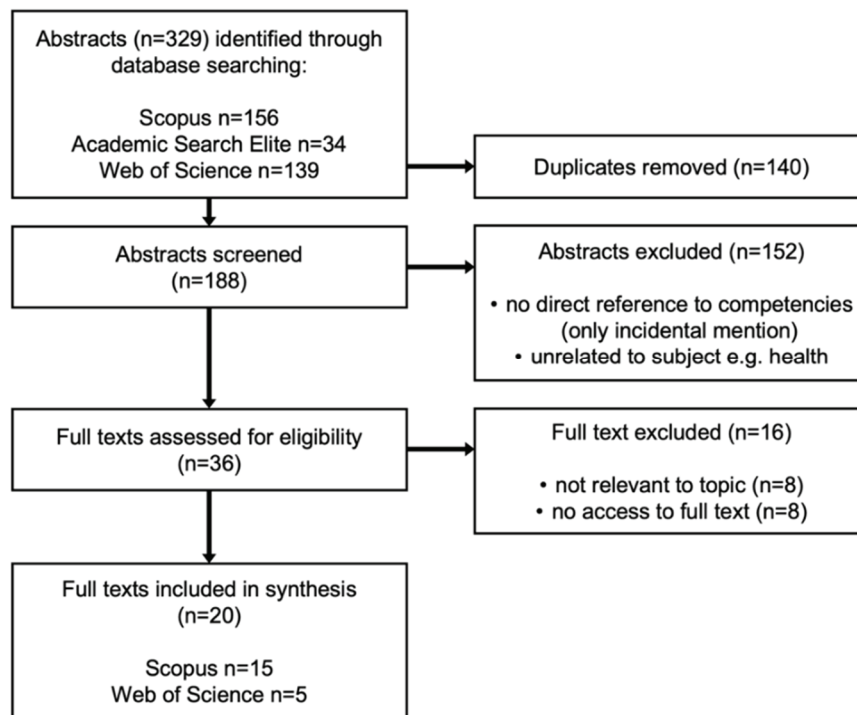 Abstracts (n=329) identified through
database searching:
Scopus n=156
Academic Search Elite n=34
Web of Science n=139
Duplicates removed (n=140)
Abstracts screened
(n=188)
Abstracts excluded (n=152)
• no direct reference to competencies
(only incidental mention)
• unrelated to subject e.g. health
Full texts assessed for eligibility
(n=36)
Full text excluded (n=16)
• not relevant to topic (n=8)
• no access to full text (n=8)
Full texts included in synthesis
(n=20)
Scopus n=15
Web of Science n=5